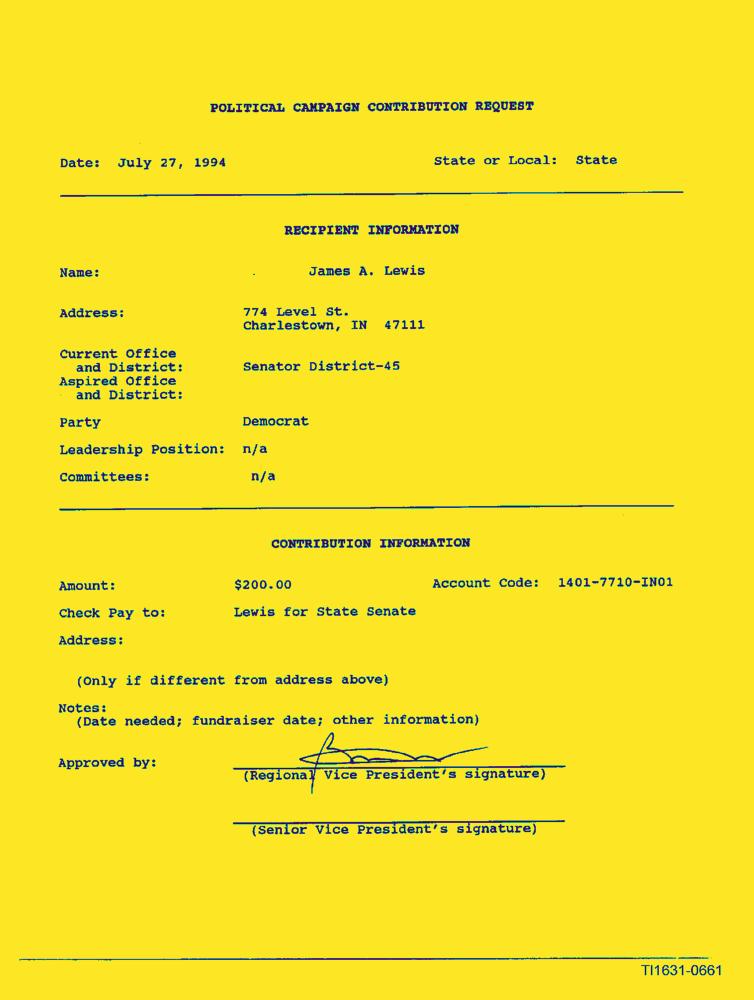 POLITICAL CAMPAIGN CONTRIBUTION REQUEST
Date: July 27, 1994 State or Local: State
RECIPIENT INFORMATION
Name: James A. Lewis
Address: 774 Level St.
Charlestown, IN 47111
Current Office
and District: Senator District-45
Aspired Office
and District:
Party Democrat
Leadership Position: n/a
Committees: n/a
CONTRIBUTION INFORMATION
Amount: $200.00 Account Code: 1401-7710-IN01
Check Pay to: Lewis for State Senate
Address:
(Only if different from address above)
Notes:
(Date needed; fundraiser date; other information)
Approved by:
(Regional Vice President's signature)
(Senior Vice President's signature)
TI1631-0661